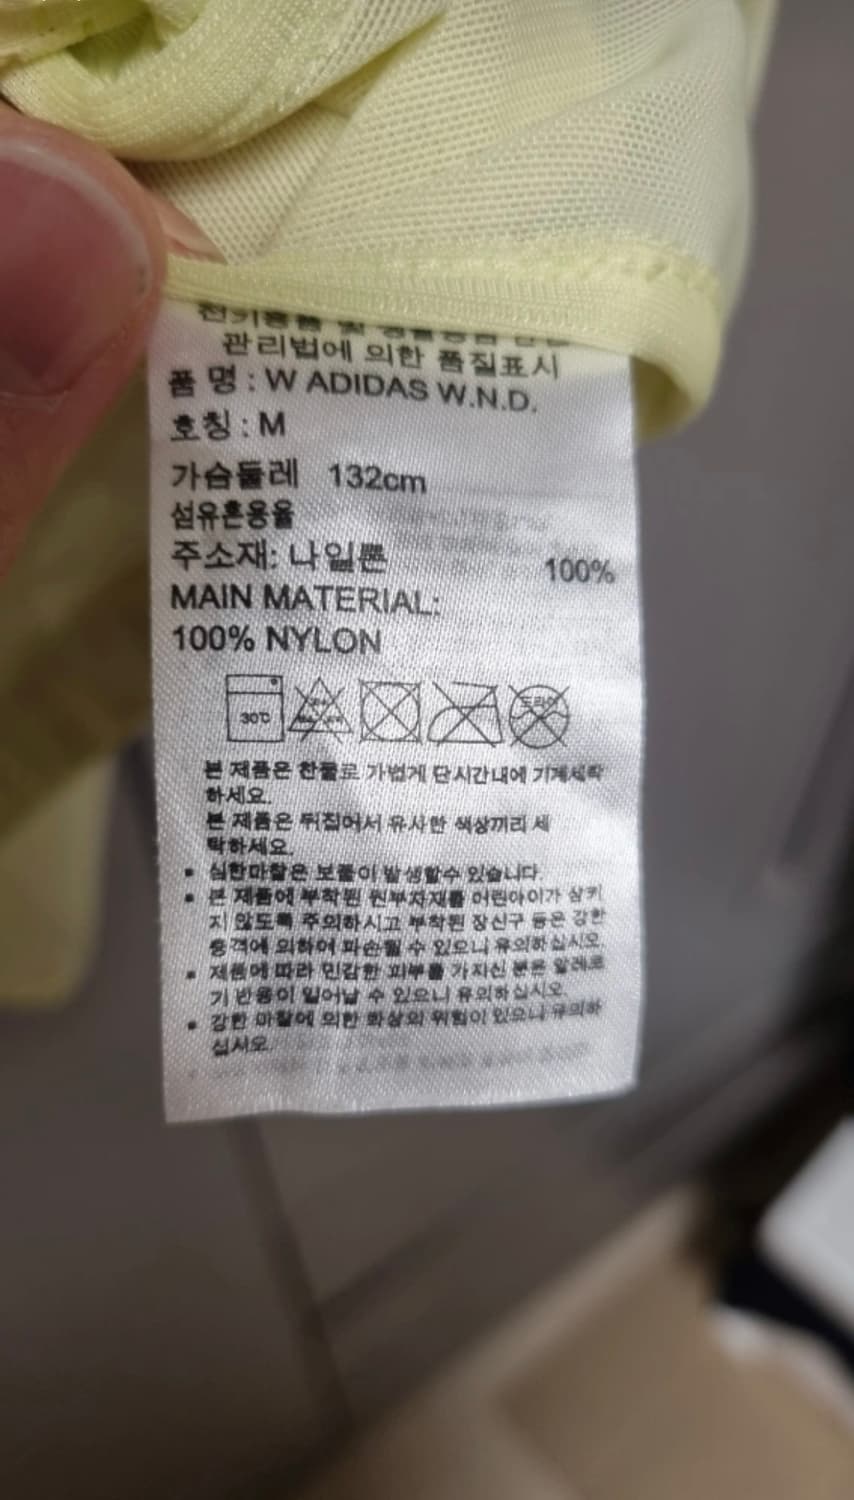 관리법에 의한 품질표시
품 명 : W ADIDAS W.N.D.
호칭 : M
가슴둘레 132cm
섬유혼용율
주소재: 나일론 100%
MAIN MATERIAL:
100% NYLON
30℃
드라이
본 제품은 찬물로 가볍게 단시간내에 기계세탁
하세요.
본 제품은 뒤집어서 유사한 색상끼리 세
탁하세요.
▪ 심한마찰은 보풀이 발생할수 있습니다.
▪ 본 제품에 부착된 원부자재를 어린아이가 삼키
지 않도록 주의하시고 부착된 장신구 등은 강한
충격에 의하여 파손될 수 있으니 유의하십시오.
▪ 제품에 따라 민감한 피부를 가지신 분은 알레르
기 반응이 일어날 수 있으니 유의하십시오.
▪ 강한 마찰에 의한 화상의 위험이 있으니 유의하
십시오.